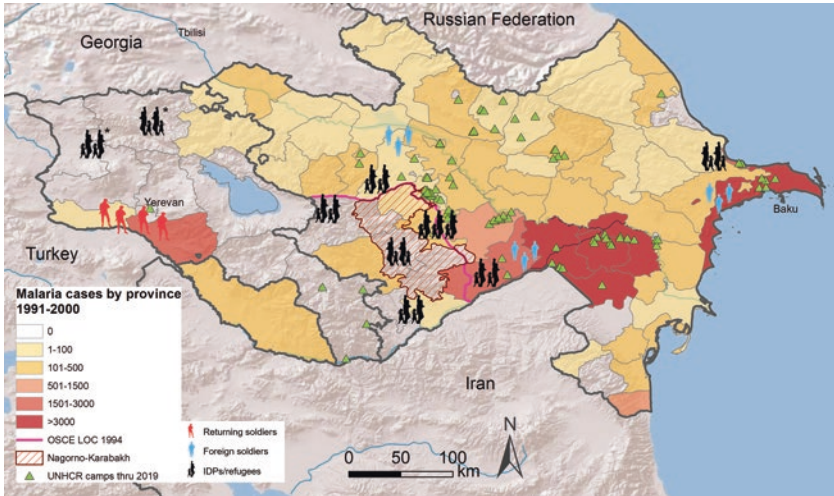 Russian Federation
Georgia
Tbilisi
*
*
Yerevan
Baku
Turkey
Iran
Malaria cases by province
1991-2000
0
1-100
101-500
501-1500
1501-3000
>3000
OSCE LOC 1994
Nagorno-Karabakh
UNHCR camps thru 2019
Returning soldiers
Foreign soldiers
IDPs/refugees
N
0 50 100
km